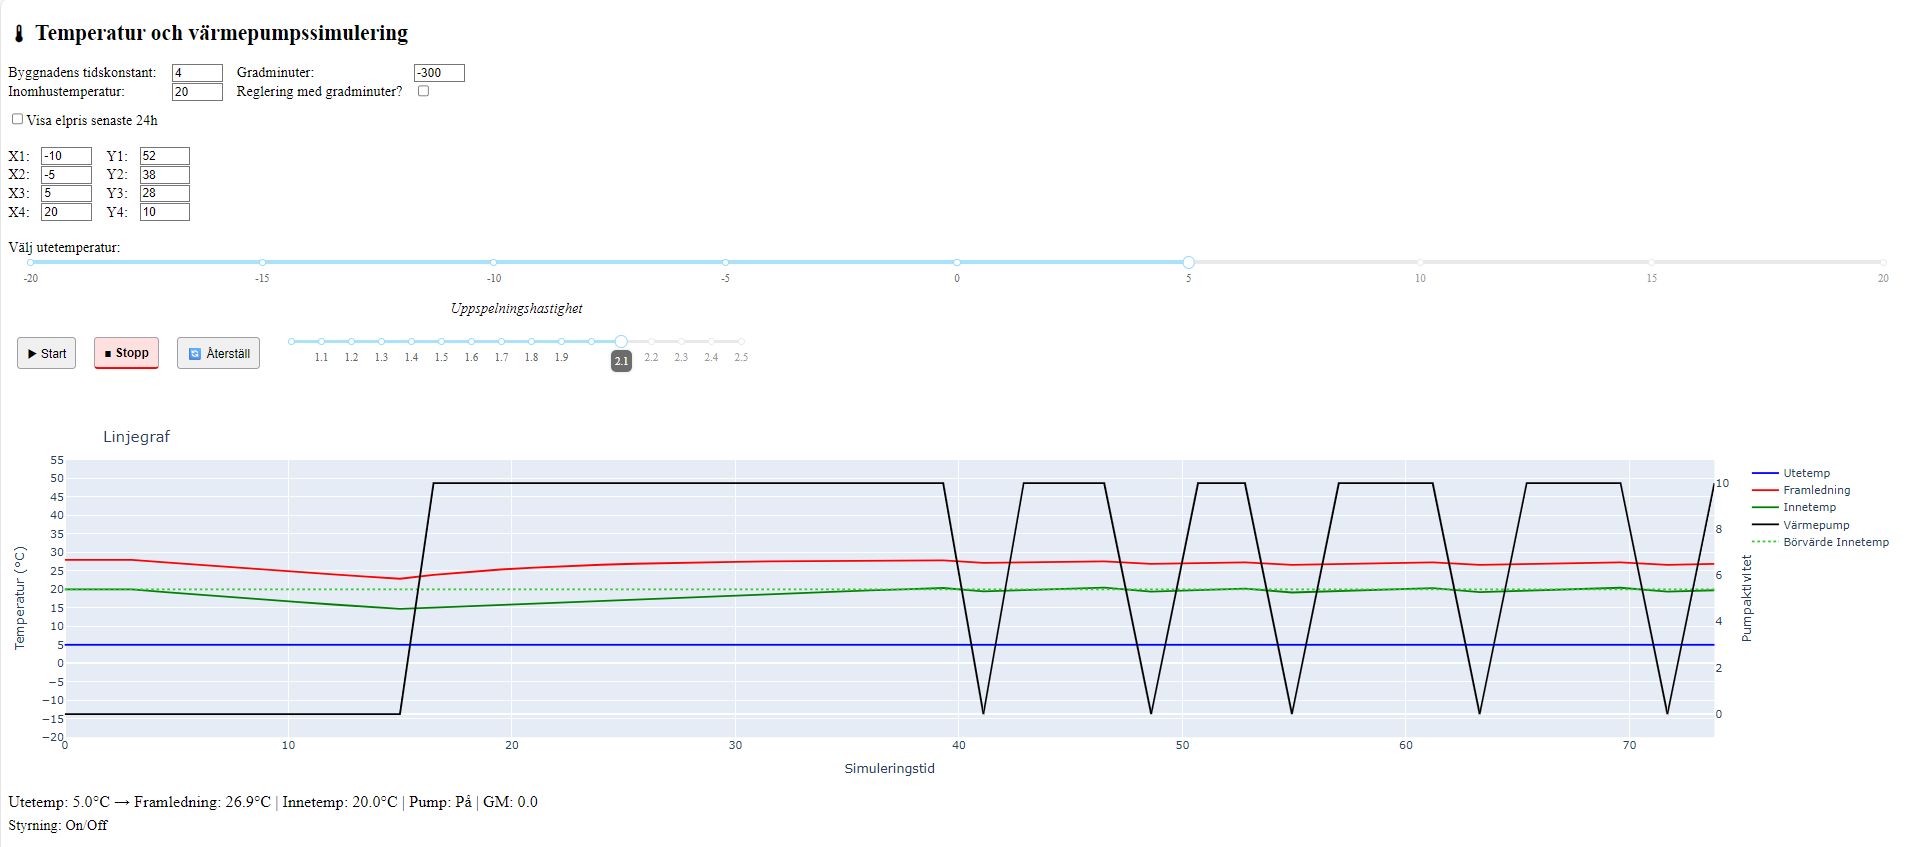 🌡 Temperatur och värmepumpssimulering
Byggnadens tidskonstant: 4 Gradminuter: -300
Inomhustemperatur: 20 Reglering med gradminuter?
Visa elpris senaste 24h
X1: -10 Y1: 52
X2: -5 Y2: 38
X3: 5 Y3: 28
X4: 20 Y4: 10
Välj utetemperatur:
-20 -15 -10 -5 0 5 10 15 20
Uppspelningshastighet
▶ Start ⏹ Stopp 🔄 Återställ
1.1 1.2 1.3 1.4 1.5 1.6 1.7 1.8 1.9 2.1 2.2 2.3 2.4 2.5
Linjegraf
Temperatur (°C)
55
50
45
40
35
30
25
20
15
10
5
0
−5
−10
−15
−20
0 10 20 30 40 50 60 70
Simuleringstid
10
8
6
4
2
0
Pumpaktivitet
Utetemp
Framledning
Innetemp
Värmepump
Börvärde Innetemp
Utetemp: 5.0°C → Framledning: 26.9°C | Innetemp: 20.0°C | Pump: På | GM: 0.0
Styrning: On/Off